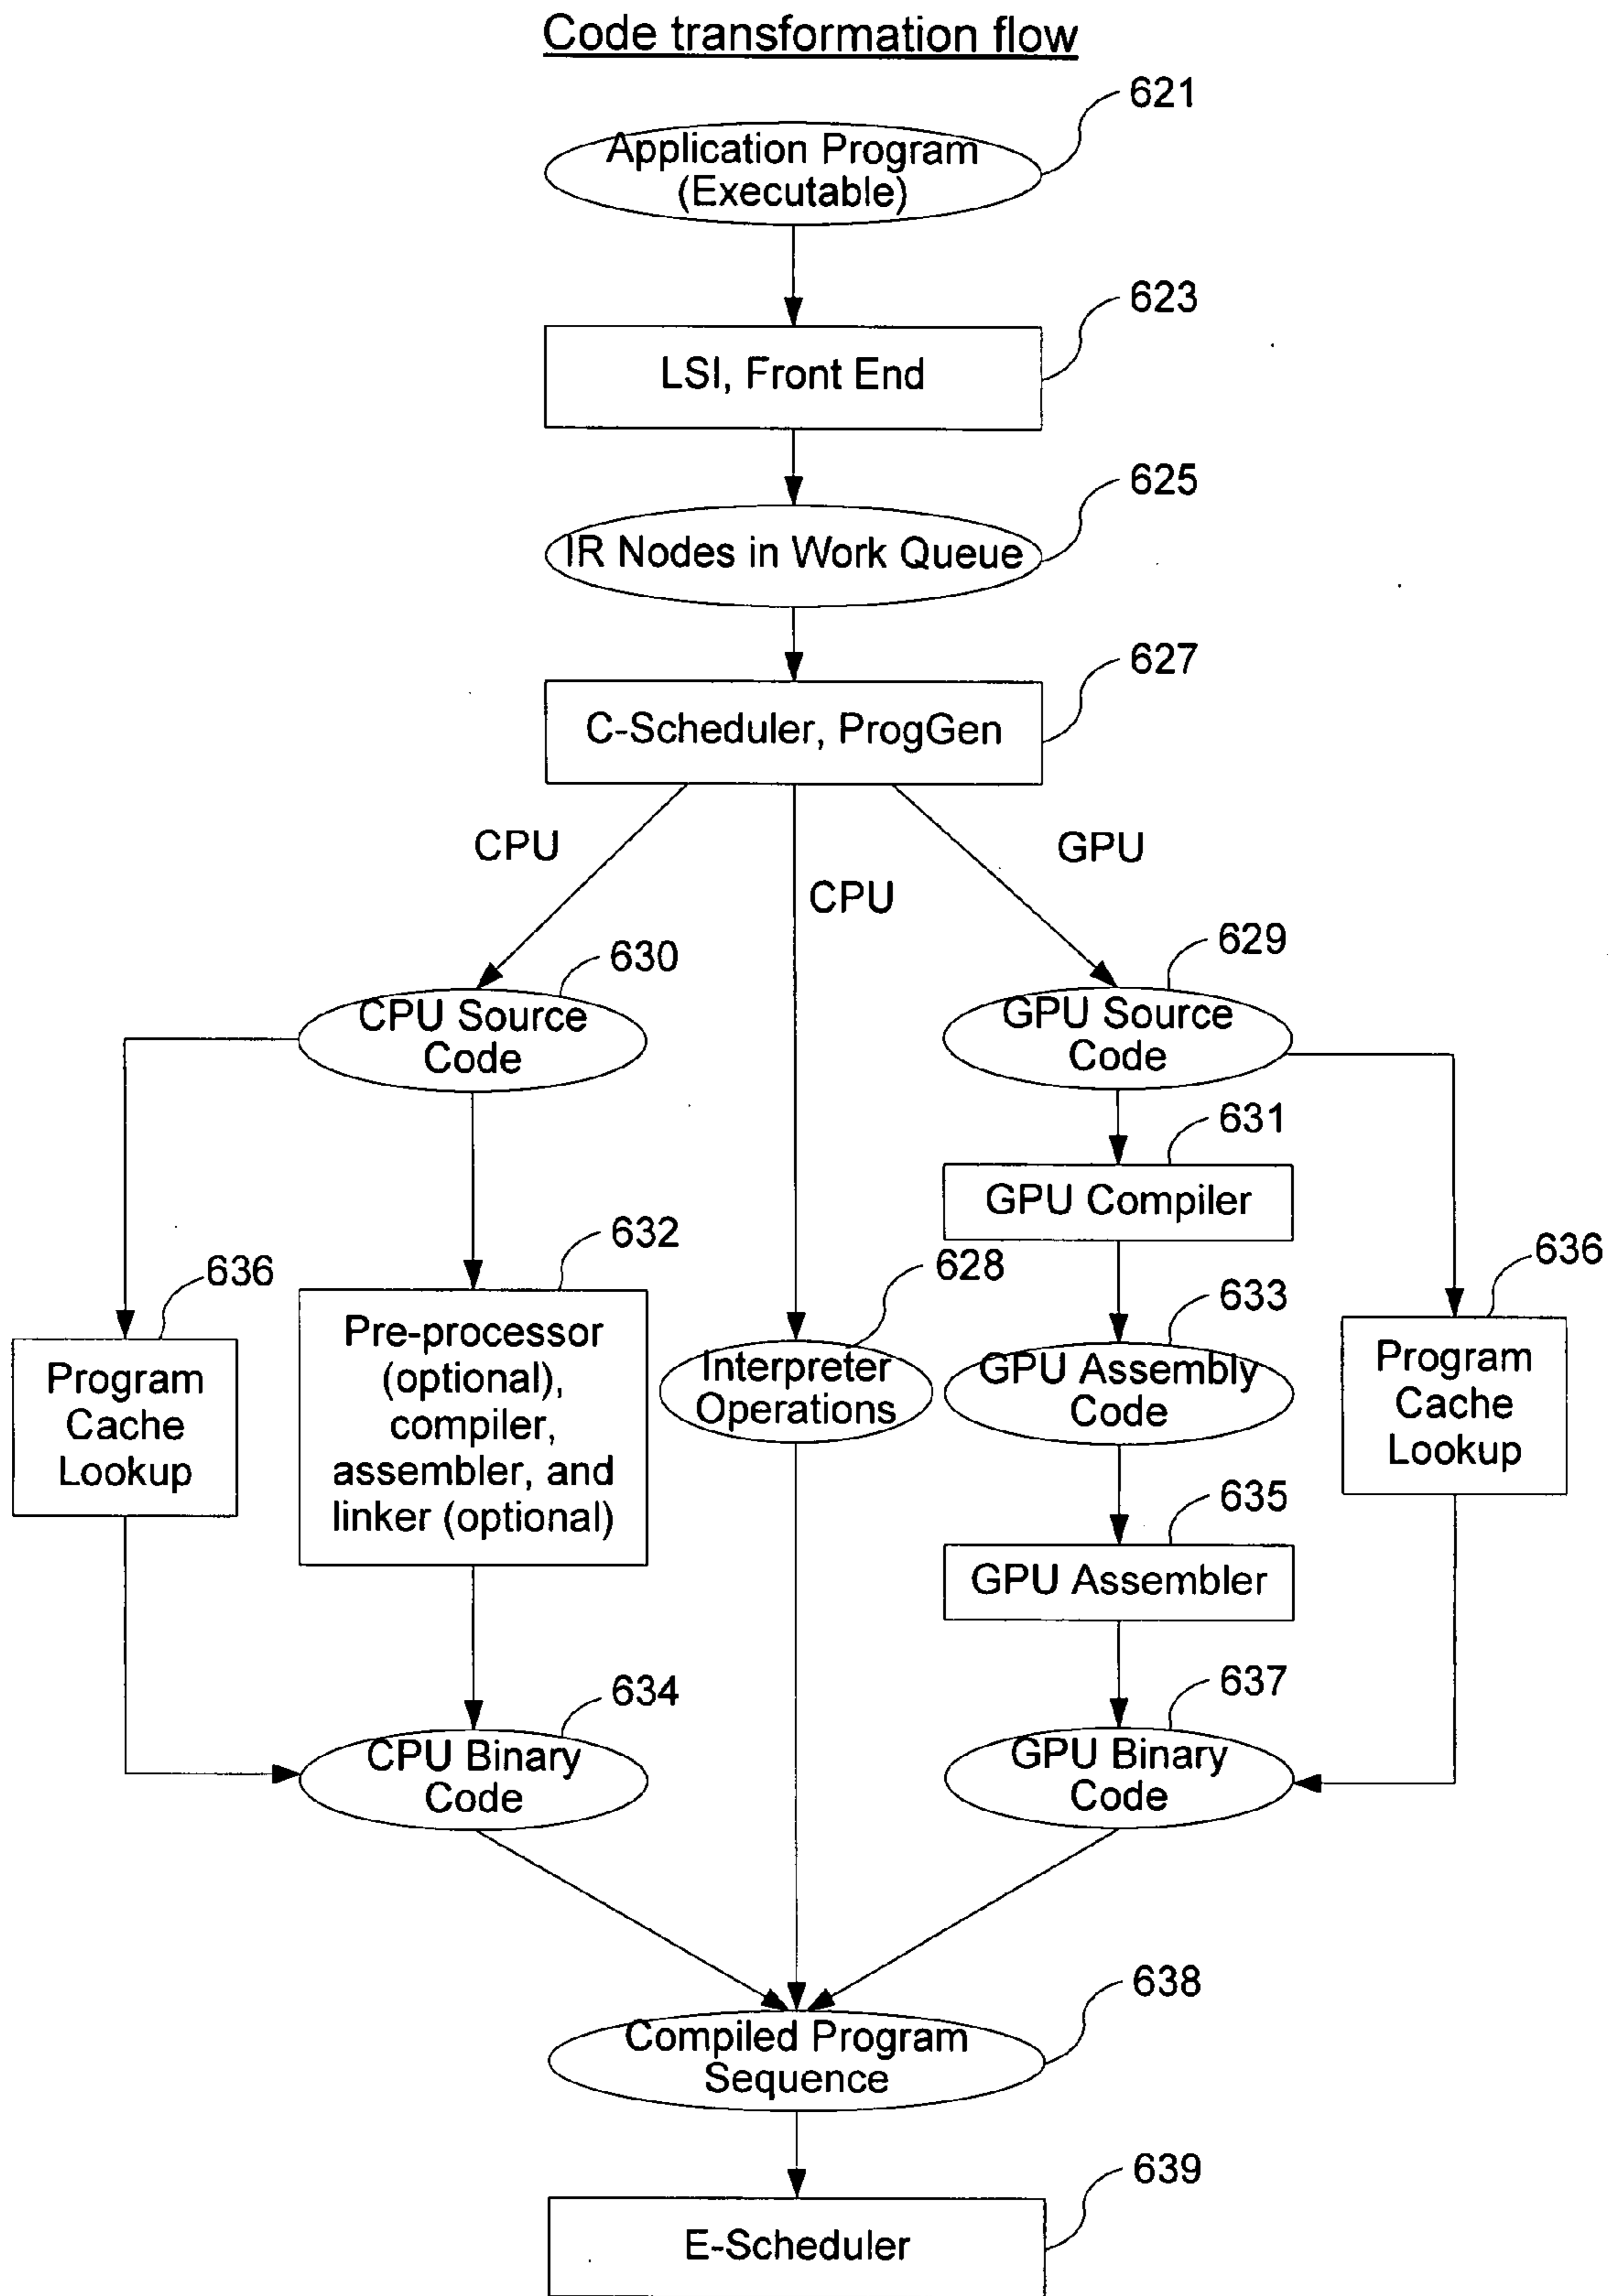 Code transformation flow
621
Application Program
(Executable)
623
LSI, Front End
625
IR Nodes in Work Queue
627
C-Scheduler, ProgGen
CPU
CPU
GPU
630
CPU Source
Code
629
GPU Source
Code
631
GPU Compiler
636
Program
Cache
Lookup
632
Pre-processor
(optional),
compiler,
assembler, and
linker (optional)
628
Interpreter
Operations
633
GPU Assembly
Code
636
Program
Cache
Lookup
635
GPU Assembler
634
CPU Binary
Code
637
GPU Binary
Code
638
Compiled Program
Sequence
639
E-Scheduler